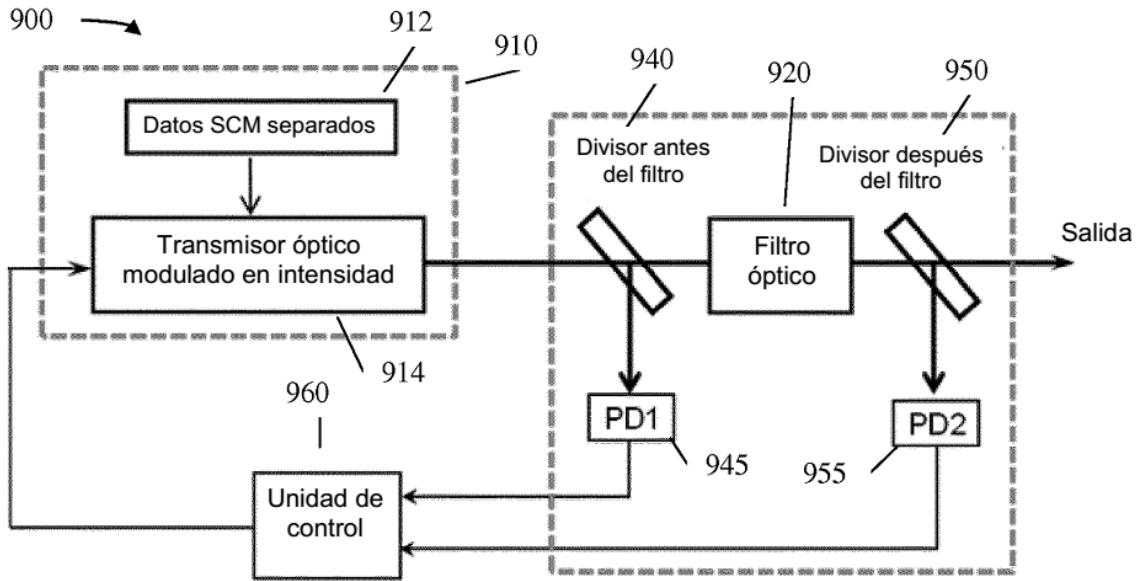 900
912
910
940
920
950
Datos SCM separados
Divisor antes
del filtro
Divisor después
del filtro
Transmisor óptico
modulado en intensidad
Filtro
óptico
Salida
914
960
PD1
PD2
945
955
Unidad de
control